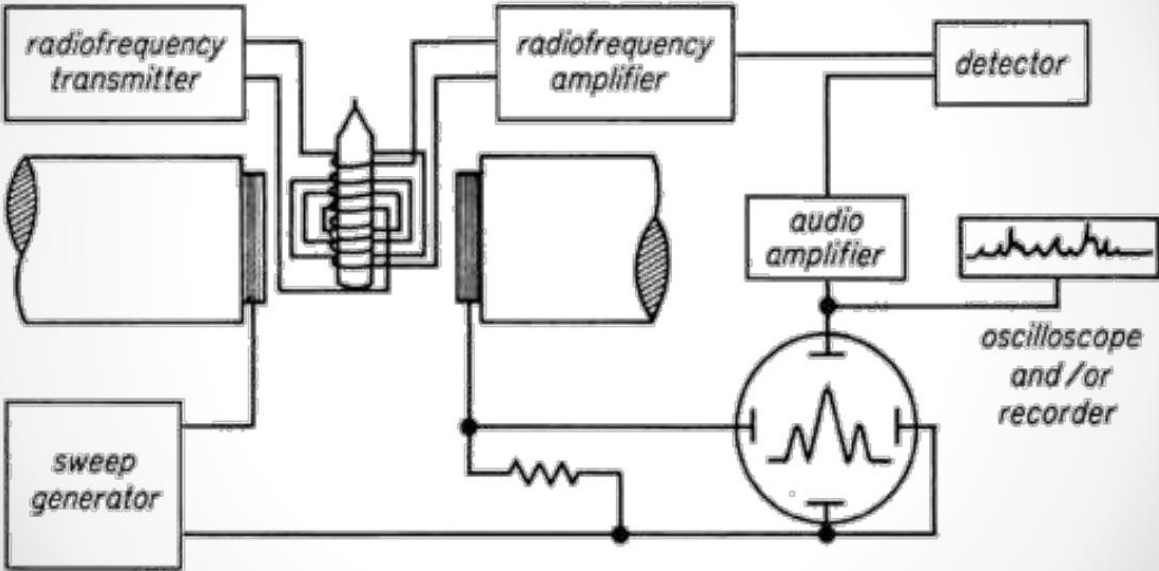 radiofrequency
transmitter
radiofrequency
amplifier
detector
audio
amplifier
oscilloscope
and/or
recorder
sweep
generator